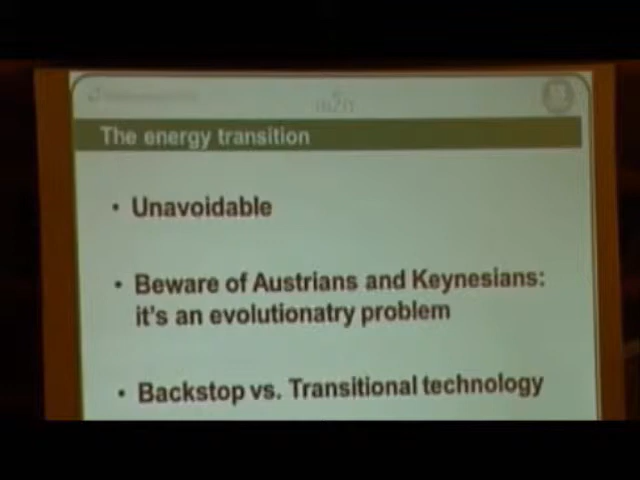 The energy transition
• Unavoidable
• Beware of Austrians and Keynesians:
it's an evolutionatry problem
• Backstop vs. Transitional technology